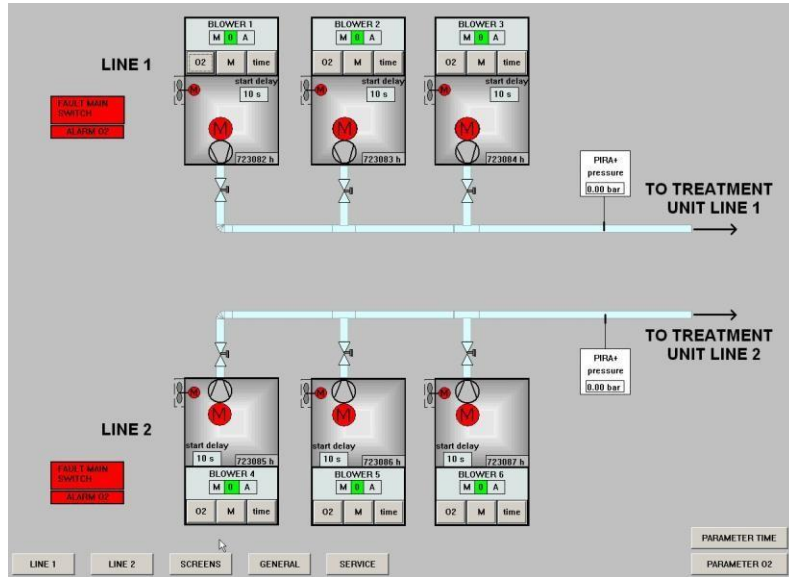 BLOWER 1
M 0 A
O2 M time
start delay
10 s
M
M
723082 h
BLOWER 2
M 0 A
O2 M time
start delay
10 s
M
M
723083 h
BLOWER 3
M 0 A
O2 M time
start delay
10 s
M
M
723084 h
LINE 1
FAULT MAIN
SWITCH
ALARM O2
PIRA+
pressure
0.00 bar
TO TREATMENT
UNIT LINE 1
TO TREATMENT
UNIT LINE 2
PIRA+
pressure
0.00 bar
LINE 2
FAULT MAIN
SWITCH
ALARM O2
M
M
start delay
10 s
723085 h
BLOWER 4
M 0 A
O2 M time
M
M
start delay
10 s
723086 h
BLOWER 5
M 0 A
O2 M time
M
M
start delay
10 s
723087 h
BLOWER 6
M 0 A
O2 M time
PARAMETER TIME
LINE 1 LINE 2 SCREENS GENERAL SERVICE PARAMETER O2